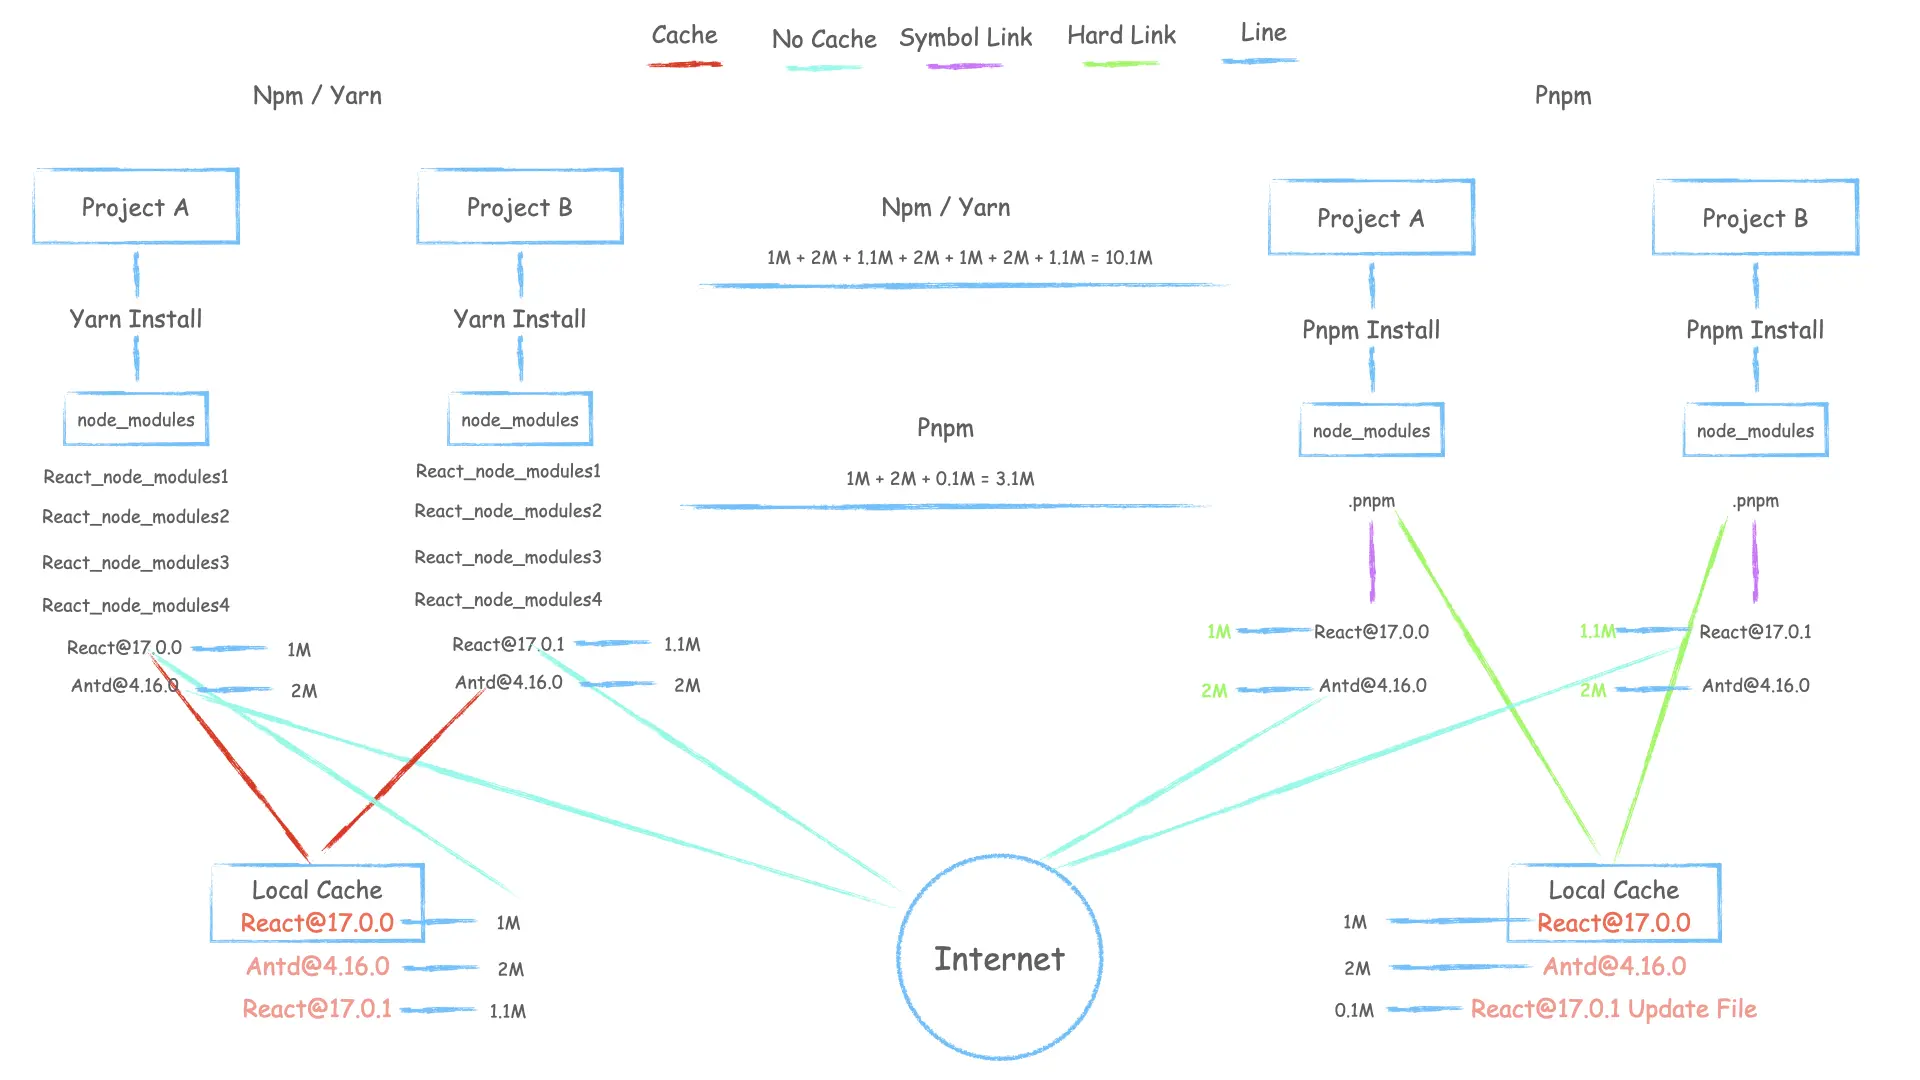 Cache
No Cache
Symbol Link
Hard Link
Line
Npm / Yarn
Pnpm
Project A
Yarn Install
node_modules
React_node_modules1
React_node_modules2
React_node_modules3
React_node_modules4
React@17.0.0
1M
Antd@4.16.0
2M
Project B
Yarn Install
node_modules
React_node_modules1
React_node_modules2
React_node_modules3
React_node_modules4
React@17.0.1
1.1M
Antd@4.16.0
2M
Local Cache
React@17.0.0
1M
Antd@4.16.0
2M
React@17.0.1
1.1M
Npm / Yarn
1M + 2M + 1.1M + 2M + 1M + 2M + 1.1M = 10.1M
Pnpm
1M + 2M + 0.1M = 3.1M
Internet
Project A
Pnpm Install
node_modules
.pnpm
1M
React@17.0.0
2M
Antd@4.16.0
Project B
Pnpm Install
node_modules
.pnpm
1.1M
React@17.0.1
2M
Antd@4.16.0
Local Cache
1M
React@17.0.0
2M
Antd@4.16.0
0.1M
React@17.0.1 Update File